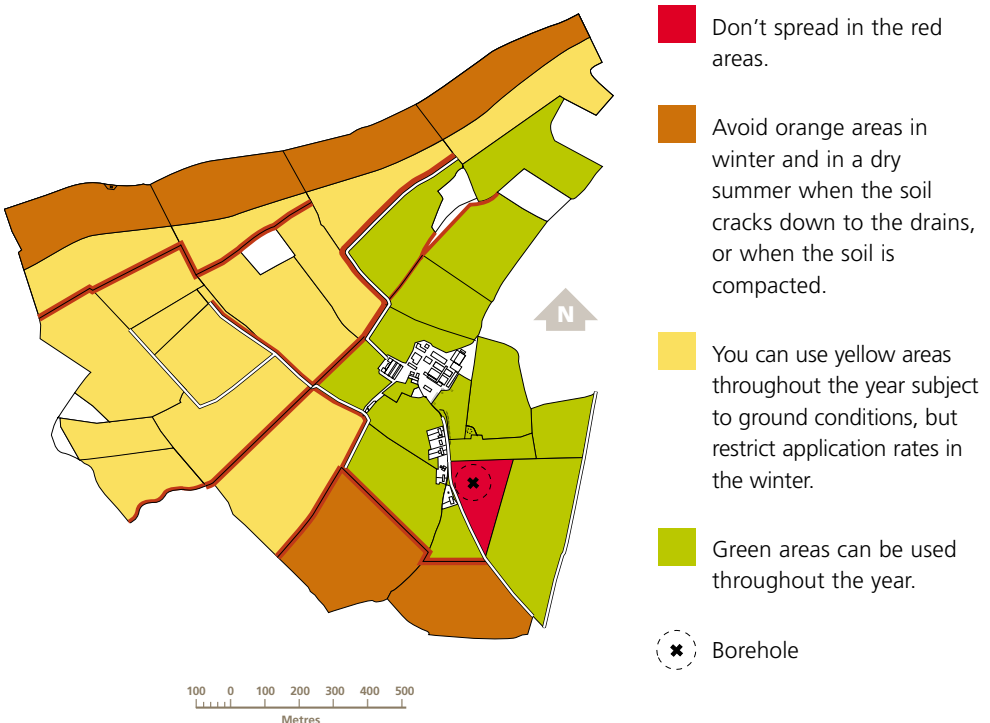 Don't spread in the red
areas.
Avoid orange areas in
winter and in a dry
summer when the soil
cracks down to the drains,
or when the soil is
compacted.
N
You can use yellow areas
throughout the year subject
to ground conditions, but
restrict application rates in
the winter.
Green areas can be used
throughout the year.
Borehole
100 0 100 200 300 400 500
Metres